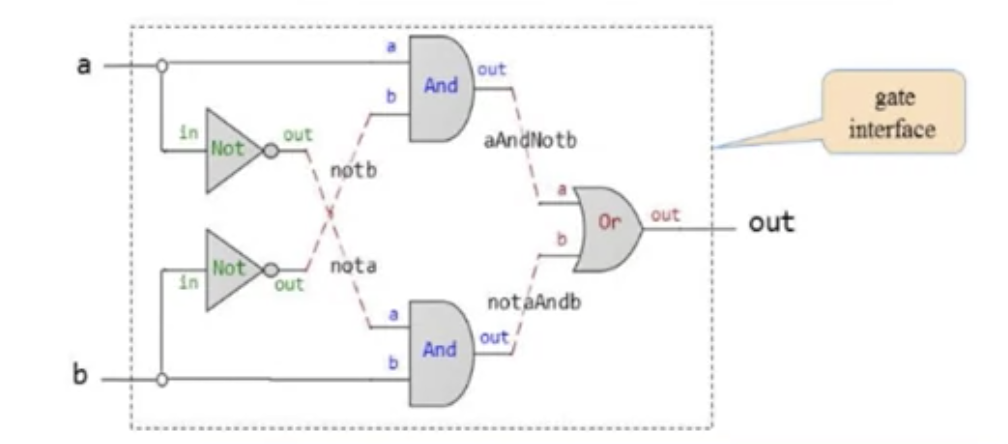 a
a
And
out
b
gate
interface
in
Not
out
aAndNotb
notb
a
Or
out
out
b
in
Not
out
nota
notaAndb
a
And
out
b
b